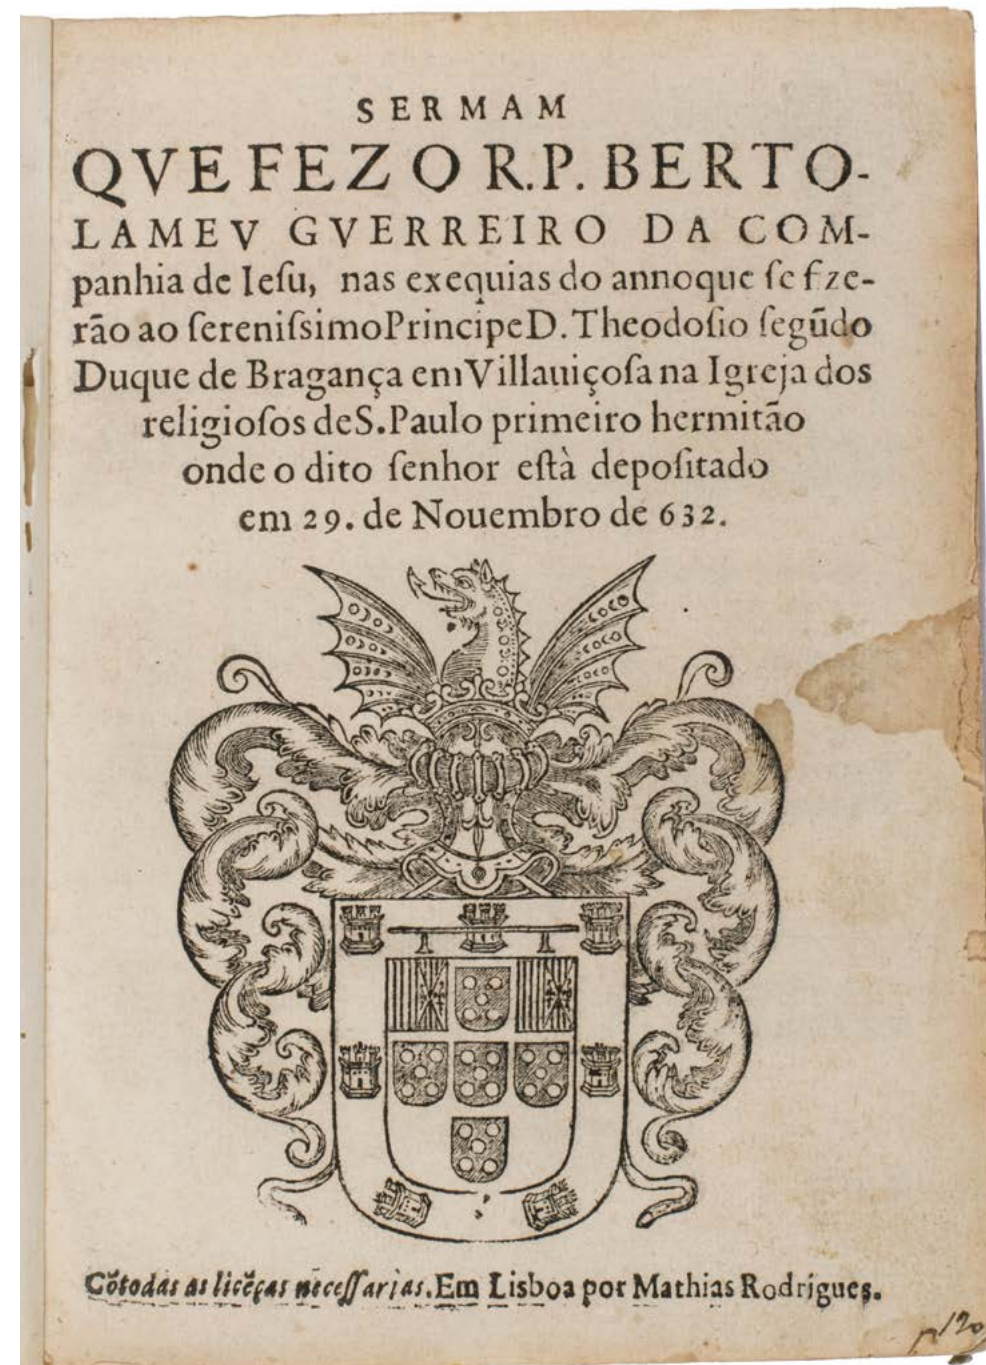 SERMAM
QVE FEZ O R.P. BERTO-
LAMEV GVERREIRO DA COM-
panhia de Iesu, nas exequias do anno que se fzerão
rão ao serenissimo Principe D. Theodosio segũdo
Duque de Bragança em Villauiçosa na Igreja dos
religiosos de S. Paulo primeiro hermitão
onde o dito senhor està depositado
em 29. de Nouembro de 632.
Cõ todas as licẽças necessarias. Em Lisboa por Mathias Rodrigues.